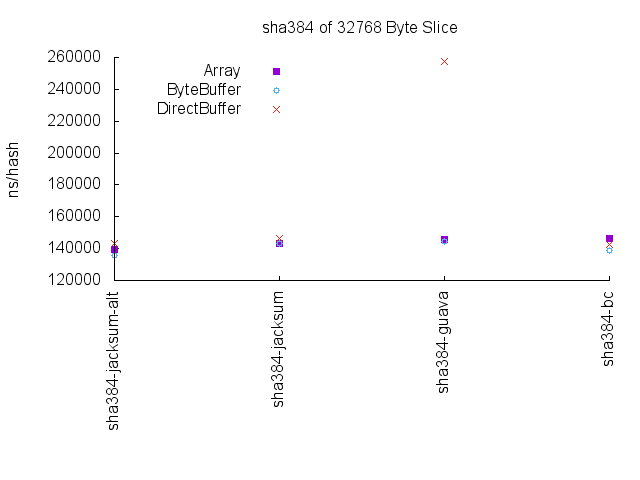 sha384 of 32768 Byte Slice
260000
240000
220000
200000
180000
160000
140000
120000
ns/hash
Array
ByteBuffer
DirectBuffer
sha384-jacksum-alt
sha384-jacksum
sha384-guava
sha384-bc